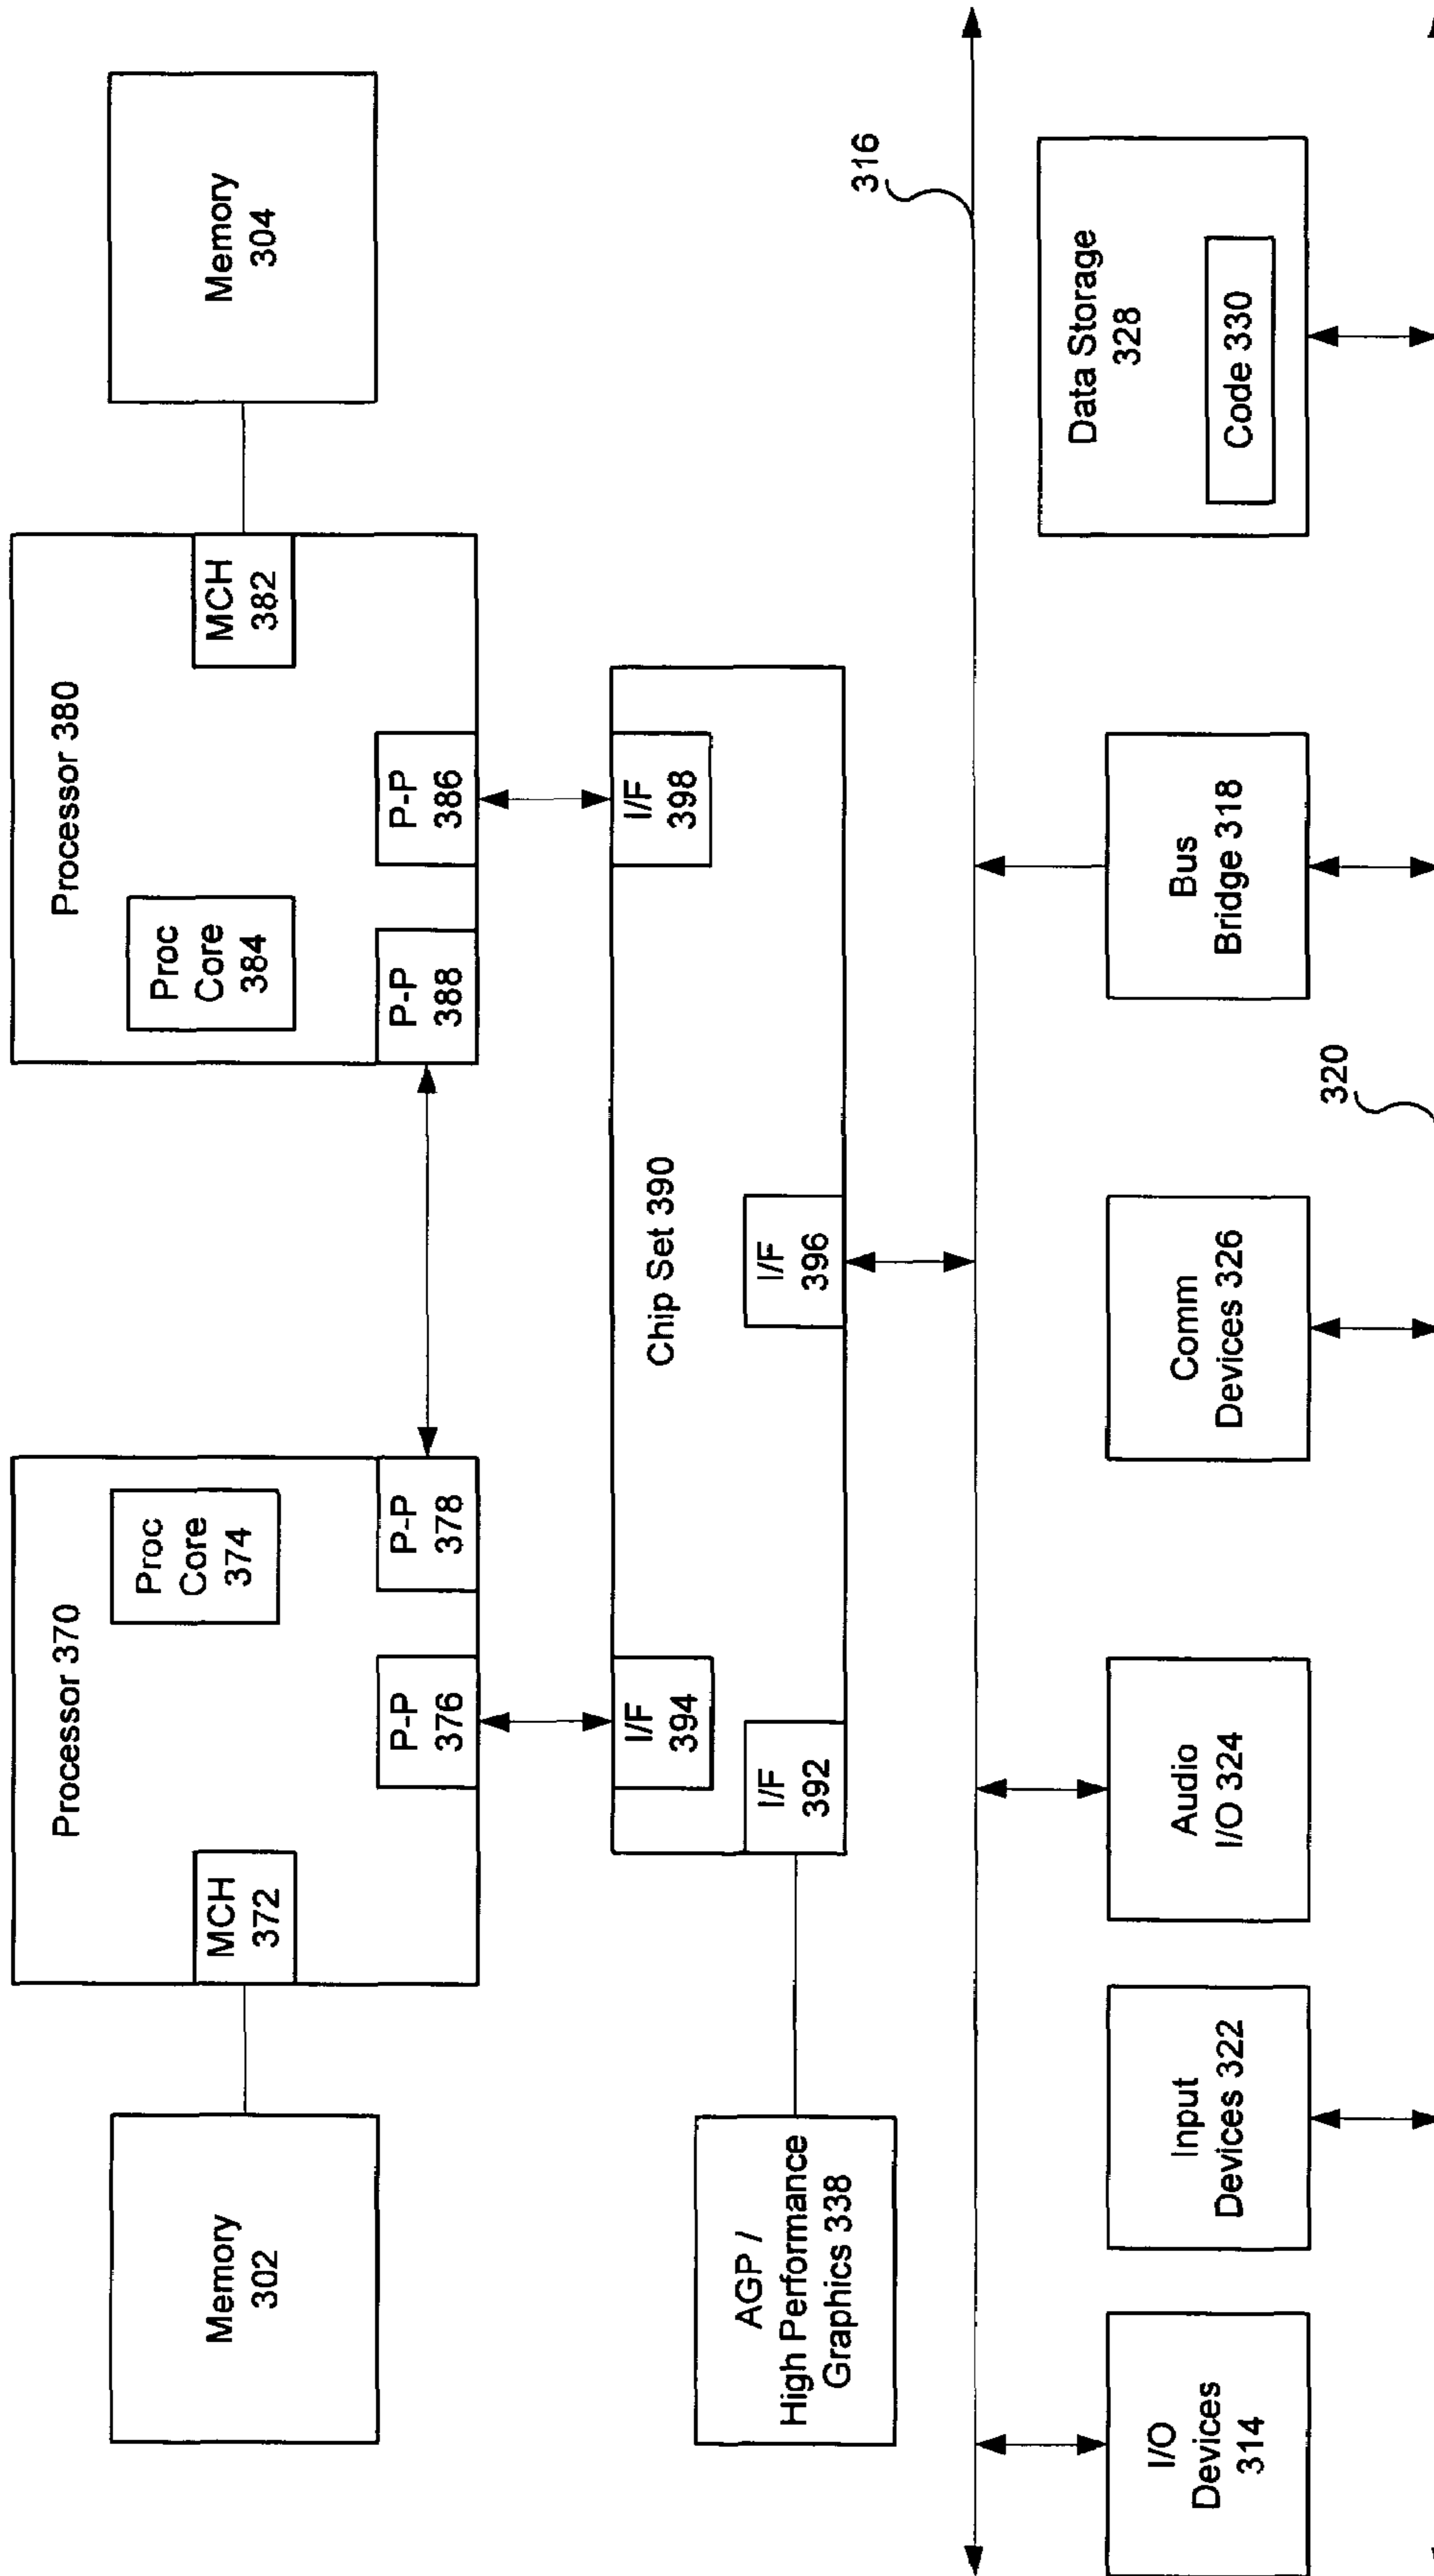 Memory
302
Processor 370
MCH
372
Proc
Core
374
P-P
376
P-P
378
Processor 380
Proc
Core
384
MCH
382
P-P
388
P-P
386
Memory
304
AGP /
High Performance
Graphics 338
Chip Set 390
I/F
394
I/F
392
I/F
396
I/F
398
316
I/O
Devices
314
Input
Devices 322
Audio
I/O 324
Comm
Devices 326
Bus
Bridge 318
Data Storage
328
Code 330
320